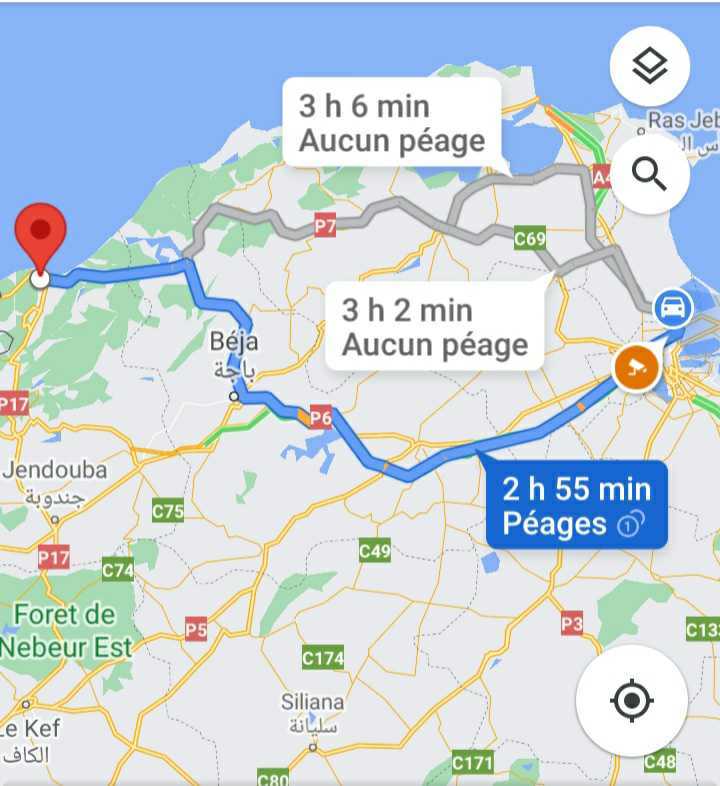 3 h 6 min
Aucun péage
Ras Jeb
A4
P7
C69
3 h 2 min
Aucun péage
Béja
باجة
P17
P6
Jendouba
جندوبة
2 h 55 min
Péages
C75
C49
P17
C74
Foret de
Nebeur Est
P5
P3
C13
C174
Siliana
سليانة
Le Kef
الكاف
C171
C48
C80